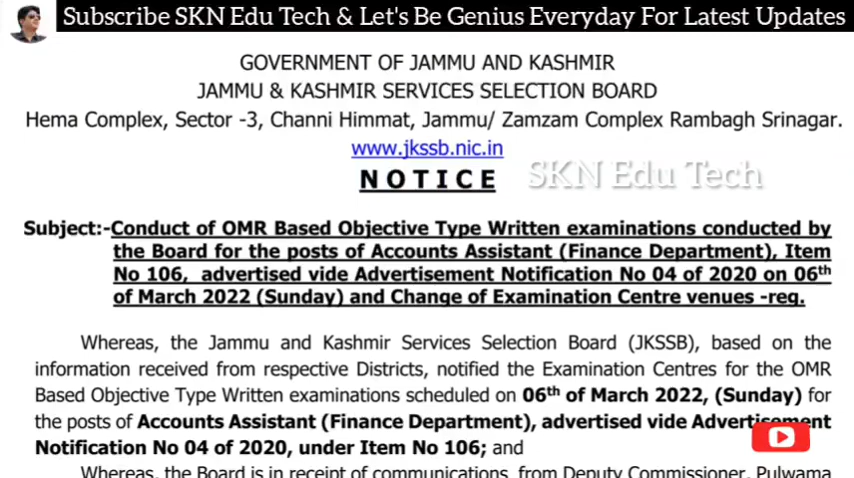 Subscribe SKN Edu Tech & Let's Be Genius Everyday For Latest Updates
GOVERNMENT OF JAMMU AND KASHMIR
JAMMU & KASHMIR SERVICES SELECTION BOARD
Hema Complex, Sector -3, Channi Himmat, Jammu/ Zamzam Complex Rambagh Srinagar.
www.jkssb.nic.in
NOTICE
SKN Edu Tech
Subject:-Conduct of OMR Based Objective Type Written examinations conducted by
the Board for the posts of Accounts Assistant (Finance Department), Item
No 106, advertised vide Advertisement Notification No 04 of 2020 on 06th
of March 2022 (Sunday) and Change of Examination Centre venues -reg.
Whereas, the Jammu and Kashmir Services Selection Board (JKSSB), based on the
information received from respective Districts, notified the Examination Centres for the OMR
Based Objective Type Written examinations scheduled on 06th of March 2022, (Sunday) for
the posts of Accounts Assistant (Finance Department), advertised vide Advertisement
Notification No 04 of 2020, under Item No 106; and
Whereas, the Board is in receipt of communications, from Deputy Commissioner, Pulwama